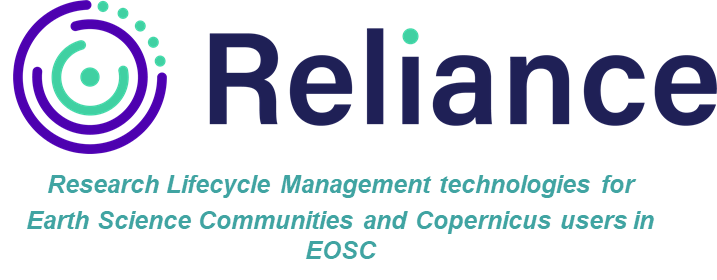 Reliance
Research Lifecycle Management technologies for
Earth Science Communities and Copernicus users in
EOSC